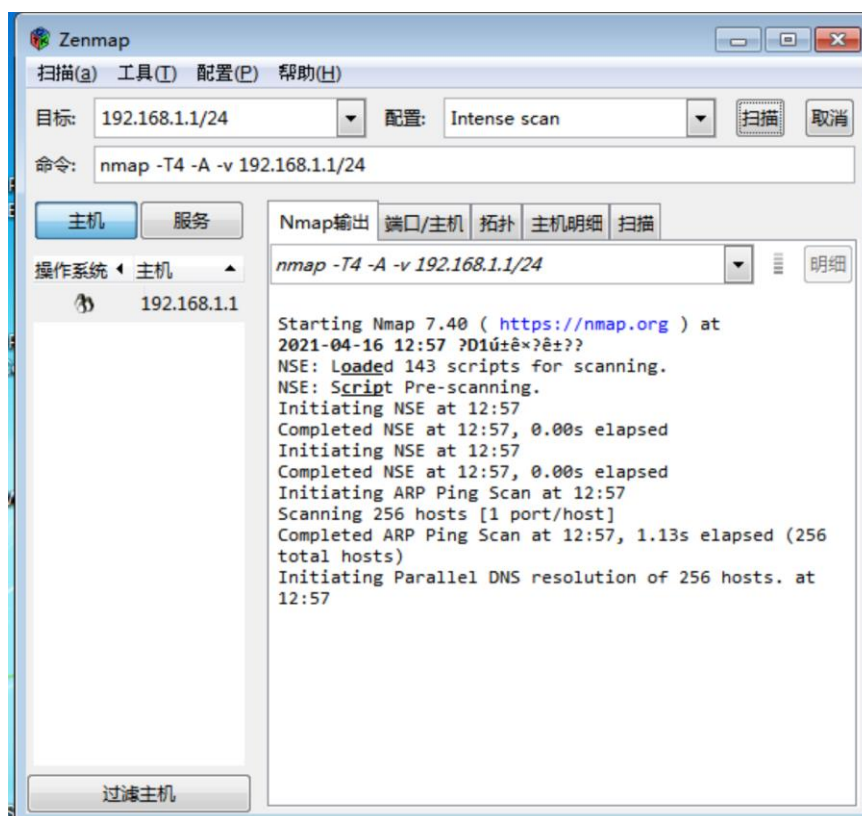 Zenmap
扫描(a) 工具(T) 配置(P) 帮助(H)
目标: 192.168.1.1/24 配置: Intense scan 扫描 取消
命令: nmap -T4 -A -v 192.168.1.1/24
主机 服务
Nmap输出 端口/主机 拓扑 主机明细 扫描
操作系统 主机
nmap -T4 -A -v 192.168.1.1/24 明细
192.168.1.1
Starting Nmap 7.40 ( https://nmap.org ) at
2021-04-16 12:57 ?D1ú±ê×?ê±??
NSE: Loaded 143 scripts for scanning.
NSE: Script Pre-scanning.
Initiating NSE at 12:57
Completed NSE at 12:57, 0.00s elapsed
Initiating NSE at 12:57
Completed NSE at 12:57, 0.00s elapsed
Initiating ARP Ping Scan at 12:57
Scanning 256 hosts [1 port/host]
Completed ARP Ping Scan at 12:57, 1.13s elapsed (256
total hosts)
Initiating Parallel DNS resolution of 256 hosts. at
12:57
过滤主机